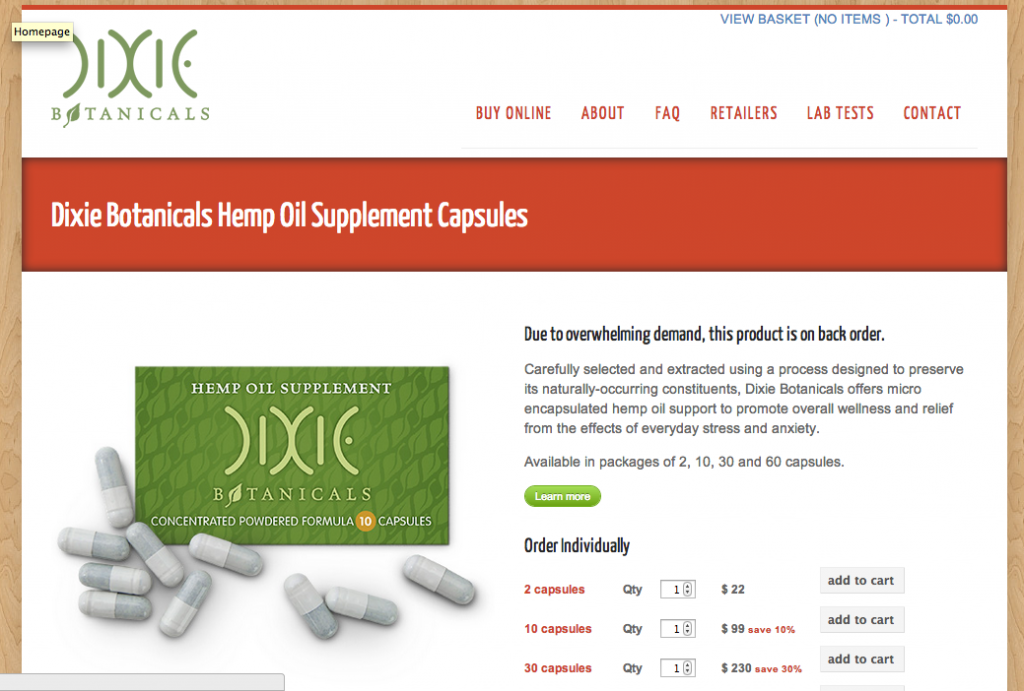 VIEW BASKET (NO ITEMS ) - TOTAL $0.00
Homepage
DIXIE
BOTANICALS
BUY ONLINE ABOUT FAQ RETAILERS LAB TESTS CONTACT
Dixie Botanicals Hemp Oil Supplement Capsules
HEMP OIL SUPPLEMENT
DIXIE
BOTANICALS
CONCENTRATED POWDERED FORMULA 10 CAPSULES
Due to overwhelming demand, this product is on back order.
Carefully selected and extracted using a process designed to preserve
its naturally-occurring constituents, Dixie Botanicals offers micro
encapsulated hemp oil support to promote overall wellness and relief
from the effects of everyday stress and anxiety.
Available in packages of 2, 10, 30 and 60 capsules.
Learn more
Order Individually
2 capsules Qty 1 $ 22 add to cart
10 capsules Qty 1 $ 99 save 10% add to cart
30 capsules Qty 1 $ 230 save 30% add to cart